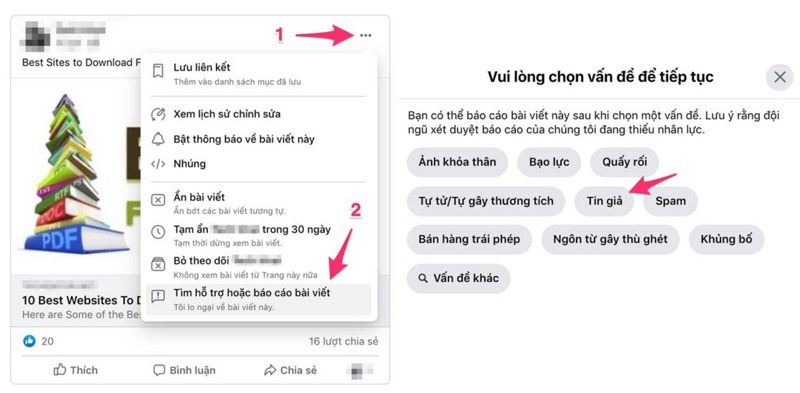 1
Best Sites to Download F
Lưu liên kết
Thêm vào danh sách mục đã lưu
Xem lịch sử chỉnh sửa
Bật thông báo về bài viết này
Nhúng
Ẩn bài viết
Ẩn bớt các bài viết tương tự.
2
Tạm ẩn trong 30 ngày
Tạm thời dừng xem bài viết.
Bỏ theo dõi
Không xem bài viết từ Trang này nữa
Tìm hỗ trợ hoặc báo cáo bài viết
Tôi lo ngại về bài viết này.
RTF
PDF
10 Best Websites To D
Here are Some of the Bes
20
16 lượt chia sẻ
Thích
Bình luận
Chia sẻ
Vui lòng chọn vấn đề để tiếp tục
Bạn có thể báo cáo bài viết này sau khi chọn một vấn đề. Lưu ý rằng đội
ngũ xét duyệt báo cáo của chúng tôi đang thiếu nhân lực.
Ảnh khỏa thân
Bạo lực
Quấy rối
Tự tử/Tự gây thương tích
Tin giả
Spam
Bán hàng trái phép
Ngôn từ gây thù ghét
Khủng bố
Vấn đề khác